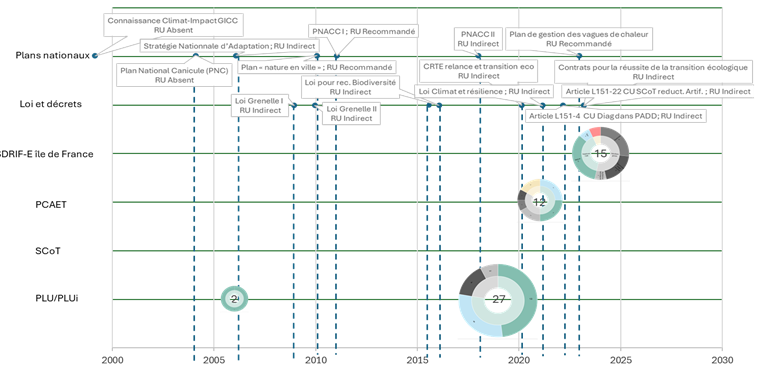 Connaissance Climat-Impact GICC
RU Absent
PNACC I ; RU Recommandé
PNACC II
RU Indirect
Plan de gestion des vagues de chaleur
RU Recommandé
Stratégie Nationnale d'Adaptation; RU Indirect
Plans nationaux
Plan National Canicule (PNC)
RU Absent
Plan « nature en ville » ; RU Recommandé
CRTE relance et transition eco
RU Indirect
Contrats pour la réussite de la transition écologique
RU Indirect
Loi pour rec. Biodiversité
RU Indirect
Loi Climat et résilience ; RU Indirect
Article L151-22 CU SCoT reduct. Artif. ; RU Indirect
Loi et décrets
Loi Grenelle I
RU Indirect
Loi Grenelle II
RU Indirect
Article L151-4 CU Diag dans PADD; RU Indirect
SDRIF-E île de France
15
PCAET
12
SCoT
PLU/PLUi
2
27
2000
2005
2010
2015
2020
2025
2030